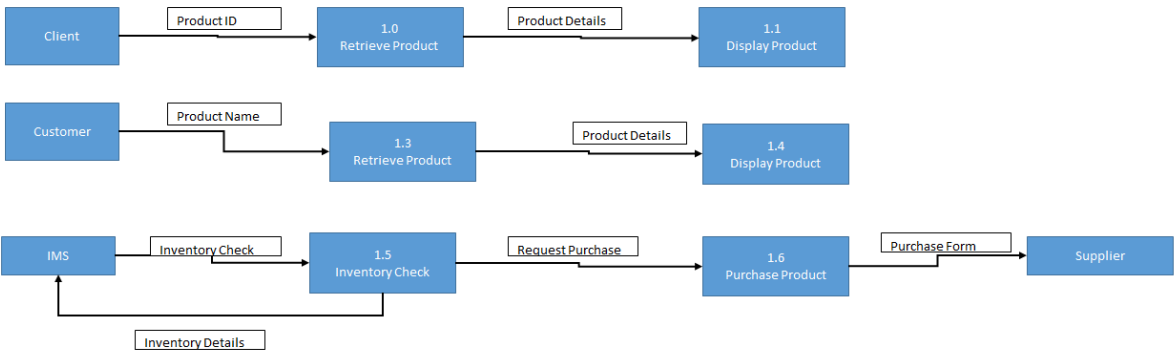 Client
Product ID
1.0
Retrieve Product
Product Details
1.1
Display Product
Customer
Product Name
1.3
Retrieve Product
Product Details
1.4
Display Product
IMS
Inventory Check
1.5
Inventory Check
Request Purchase
1.6
Purchase Product
Purchase Form
Supplier
Inventory Details